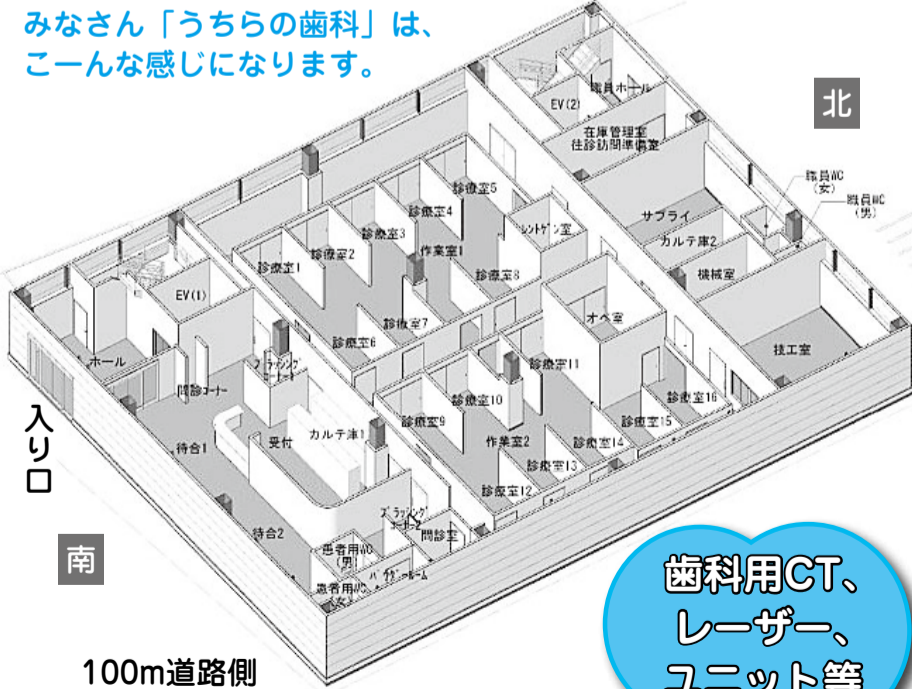 みなさん「うちらの歯科」は、
こーんな感じになります。
北
職員ホール
EV(2)
在庫管理室
往診訪問準備室
職員WC
(女)
職員WC
(男)
サプライ
カルテ庫2
機械室
技工室
診療室5
診療室4
診療室3
診療室2
診療室1
作業室1
レントゲン室
診療室8
診療室7
診療室6
オペ室
EV(1)
ホール
問診コーナー
ブラッシング
コーナー1
待合1
受付
カルテ庫1
診療室9
診療室10
診療室11
作業室2
診療室16
診療室15
診療室14
診療室13
診療室12
ブラッシング
コーナー2
問診室
待合2
患者用WC
(男)
患者用WC
(女)
パウダールーム
入り口
南
100m道路側
歯科用CT、
レーザー、
ユニット等